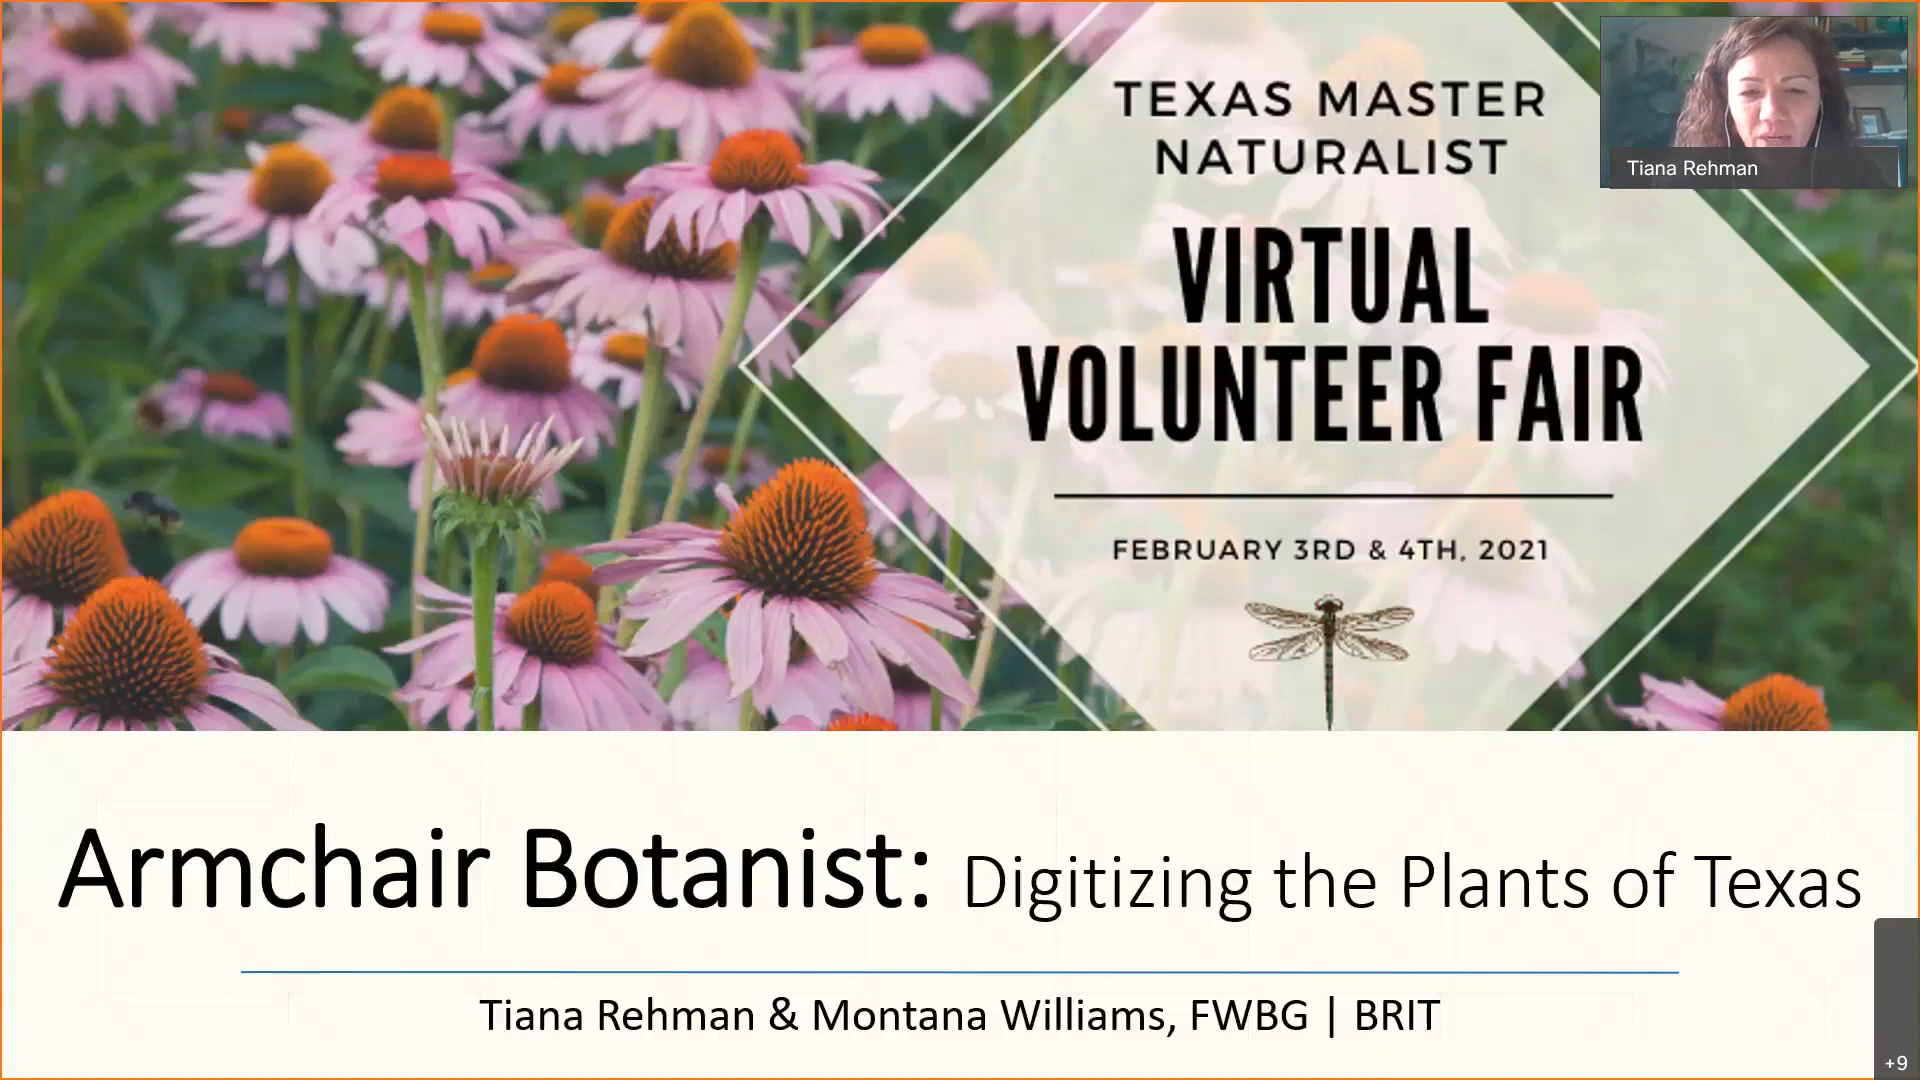 TEXAS MASTER
NATURALIST
VIRTUAL
VOLUNTEER FAIR
FEBRUARY 3RD & 4TH, 2021
Tiana Rehman
Armchair Botanist: Digitizing the Plants of Texas
Tiana Rehman & Montana Williams, FWBG | BRIT
+9